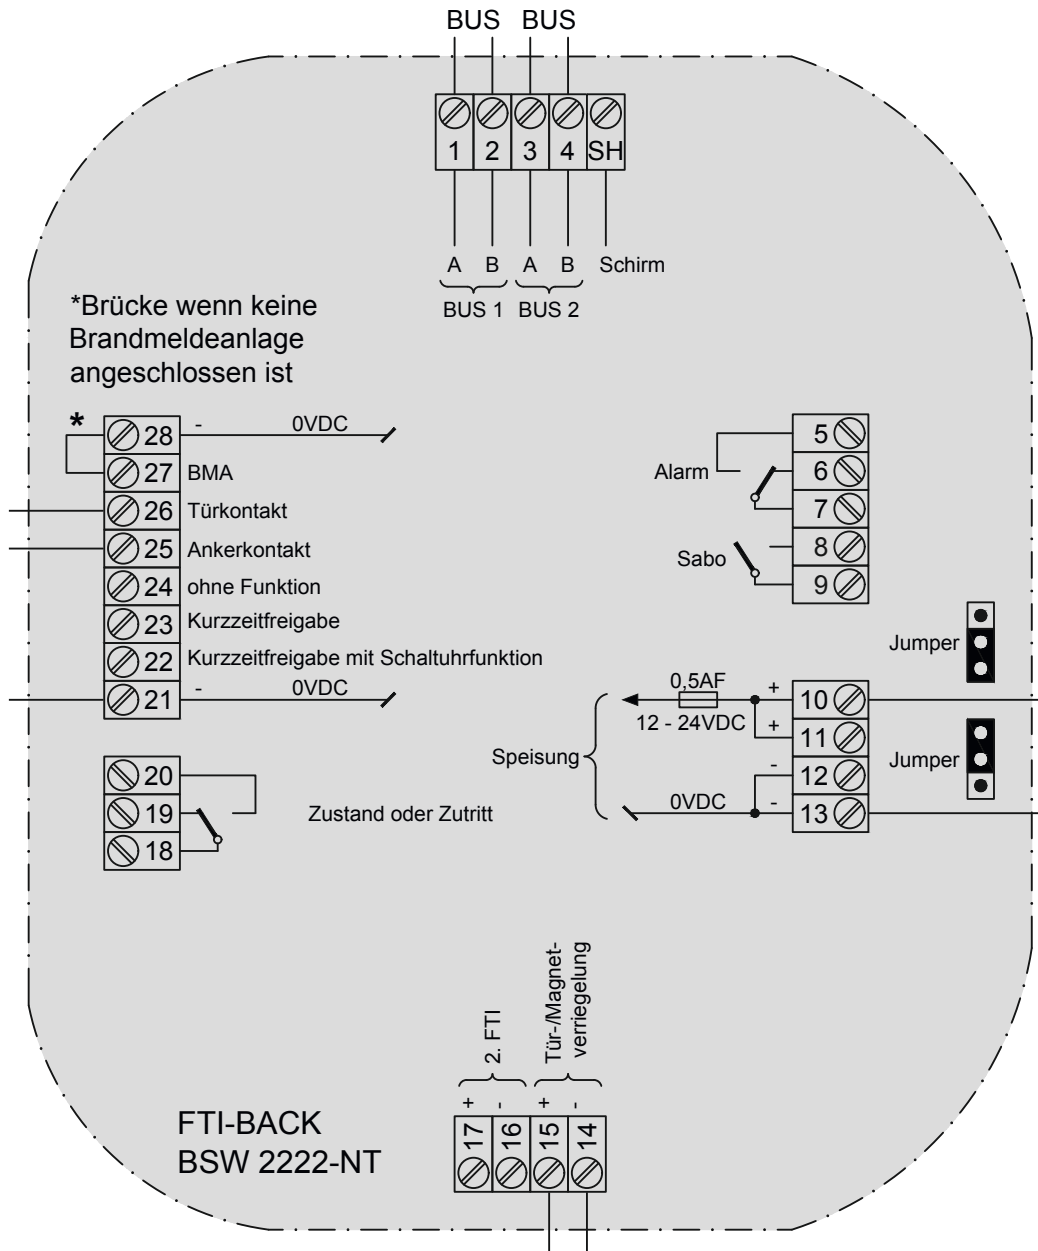 BUS BUS
1 2 3 4 SH
A B A B Schirm
BUS 1 BUS 2
*Brücke wenn keine
Brandmeldeanlage
angeschlossen ist
*
28 - 0VDC
27 BMA
26 Türkontakt
25 Ankerkontakt
24 ohne Funktion
23 Kurzzeitfreigabe
22 Kurzzeitfreigabe mit Schaltuhrfunktion
21 - 0VDC
20
19 Zustand oder Zutritt
18
5
Alarm 6
7
8
Sabo
9
Jumper
0,5AF + 10
12 - 24VDC + 11
Speisung
- 12
0VDC - 13
Jumper
2. FTI
Tür-/Magnet-
verriegelung
+ - + -
17 16 15 14
FTI-BACK
BSW 2222-NT